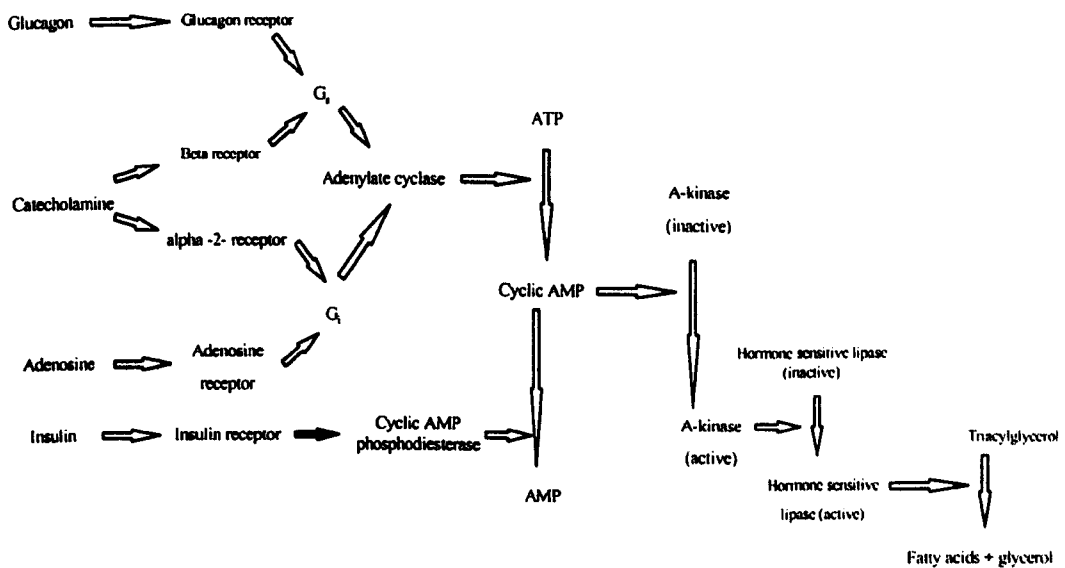 Glucagon
Glucagon receptor
Gs
ATP
Beta receptor
Adenylate cyclase
A-kinase
(inactive)
Catecholamine
alpha -2- receptor
Cyclic AMP
Gi
Adenosine
Adenosine
receptor
Hormone sensitive lipase
(inactive)
Insulin
Insulin receptor
Cyclic AMP
phosphodiesterase
A-kinase
(active)
Triacylglycerol
AMP
Hormone sensitive
lipase (active)
Fatty acids + glycerol